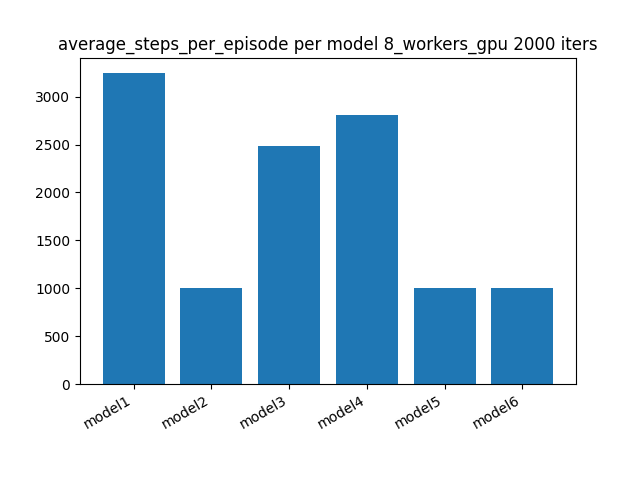 average_steps_per_episode per model 8_workers_gpu 2000 iters
3000
2500
2000
1500
1000
500
0
model1
model2
model3
model4
model5
model6